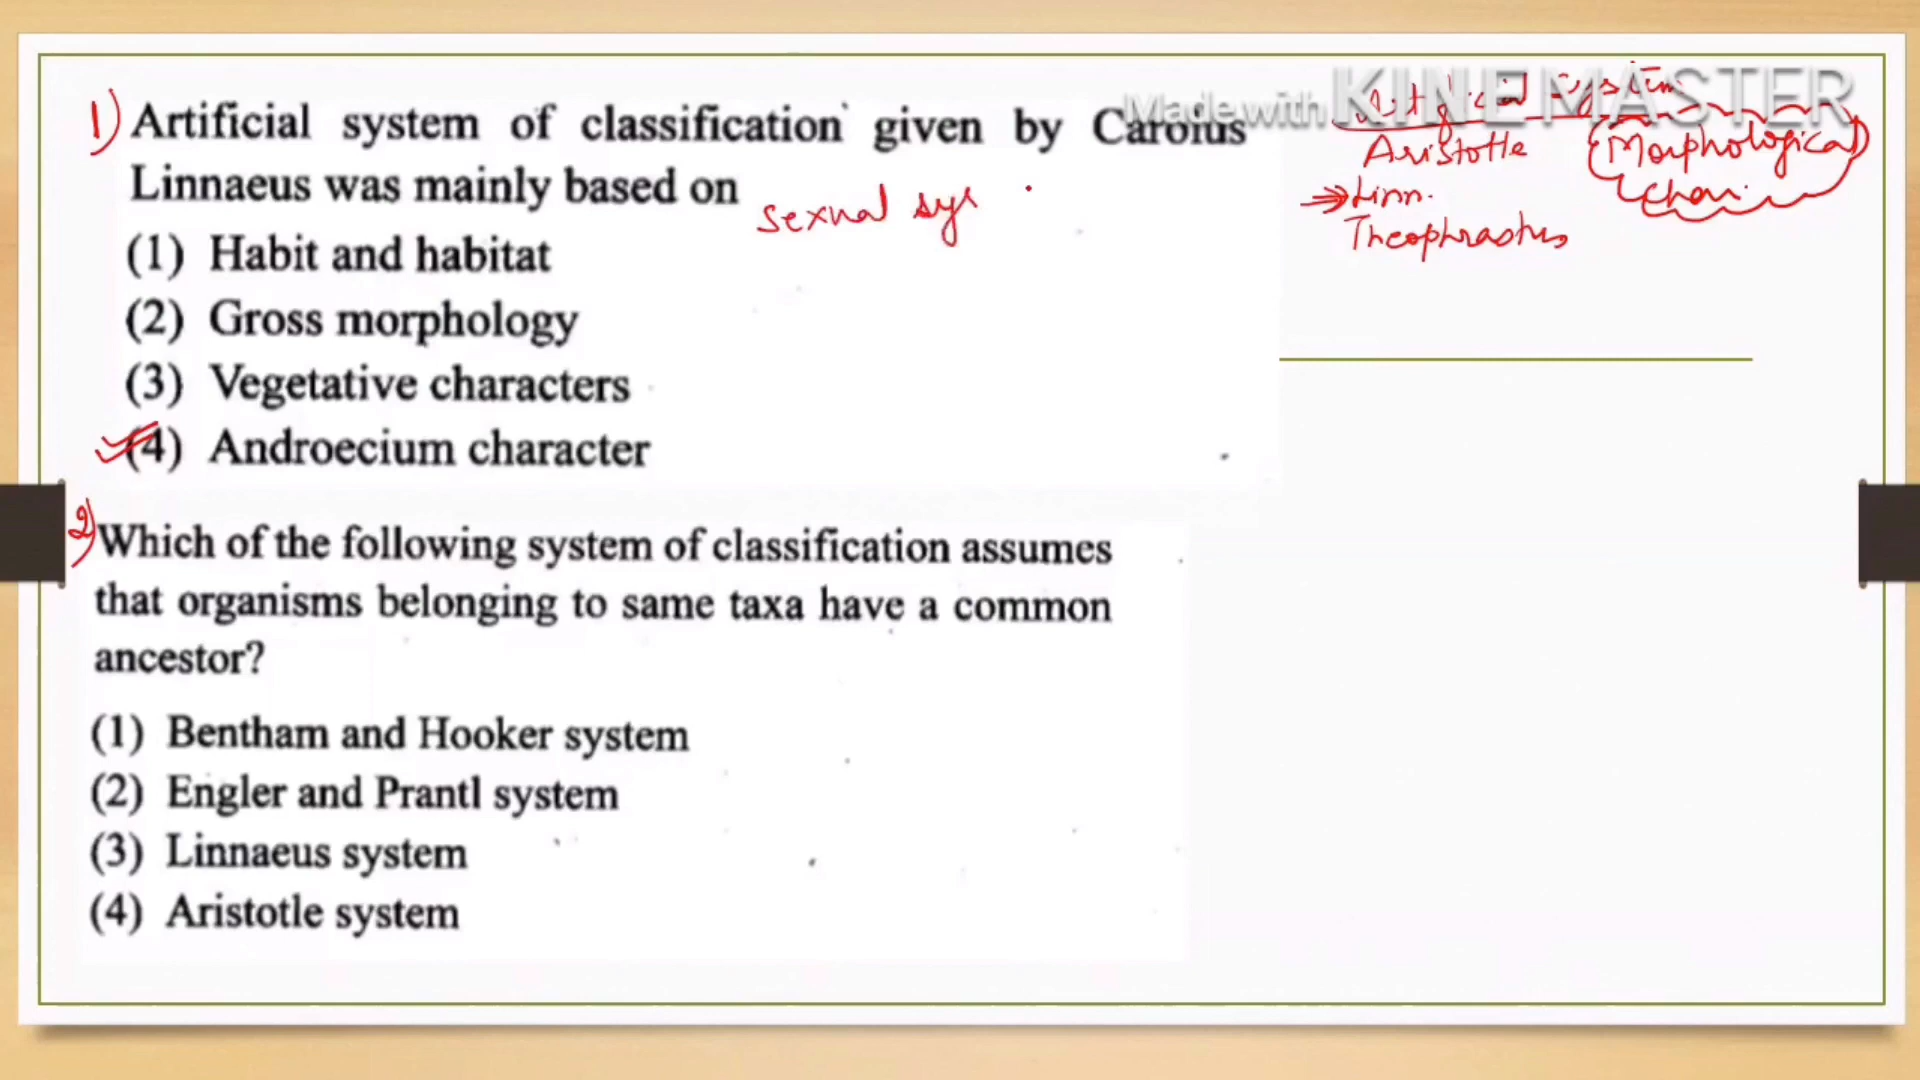 Made with KINEMASTER
1) Artificial system of classification given by Carolus
Linnaeus was mainly based on
sexual sys
(1) Habit and habitat
(2) Gross morphology
(3) Vegetative characters
(4) Androecium character
Artificial system
Aristotle
Linn.
Theophrastus
(Morphological
char.
2) Which of the following system of classification assumes
that organisms belonging to same taxa have a common
ancestor?
(1) Bentham and Hooker system
(2) Engler and Prantl system
(3) Linnaeus system
(4) Aristotle system